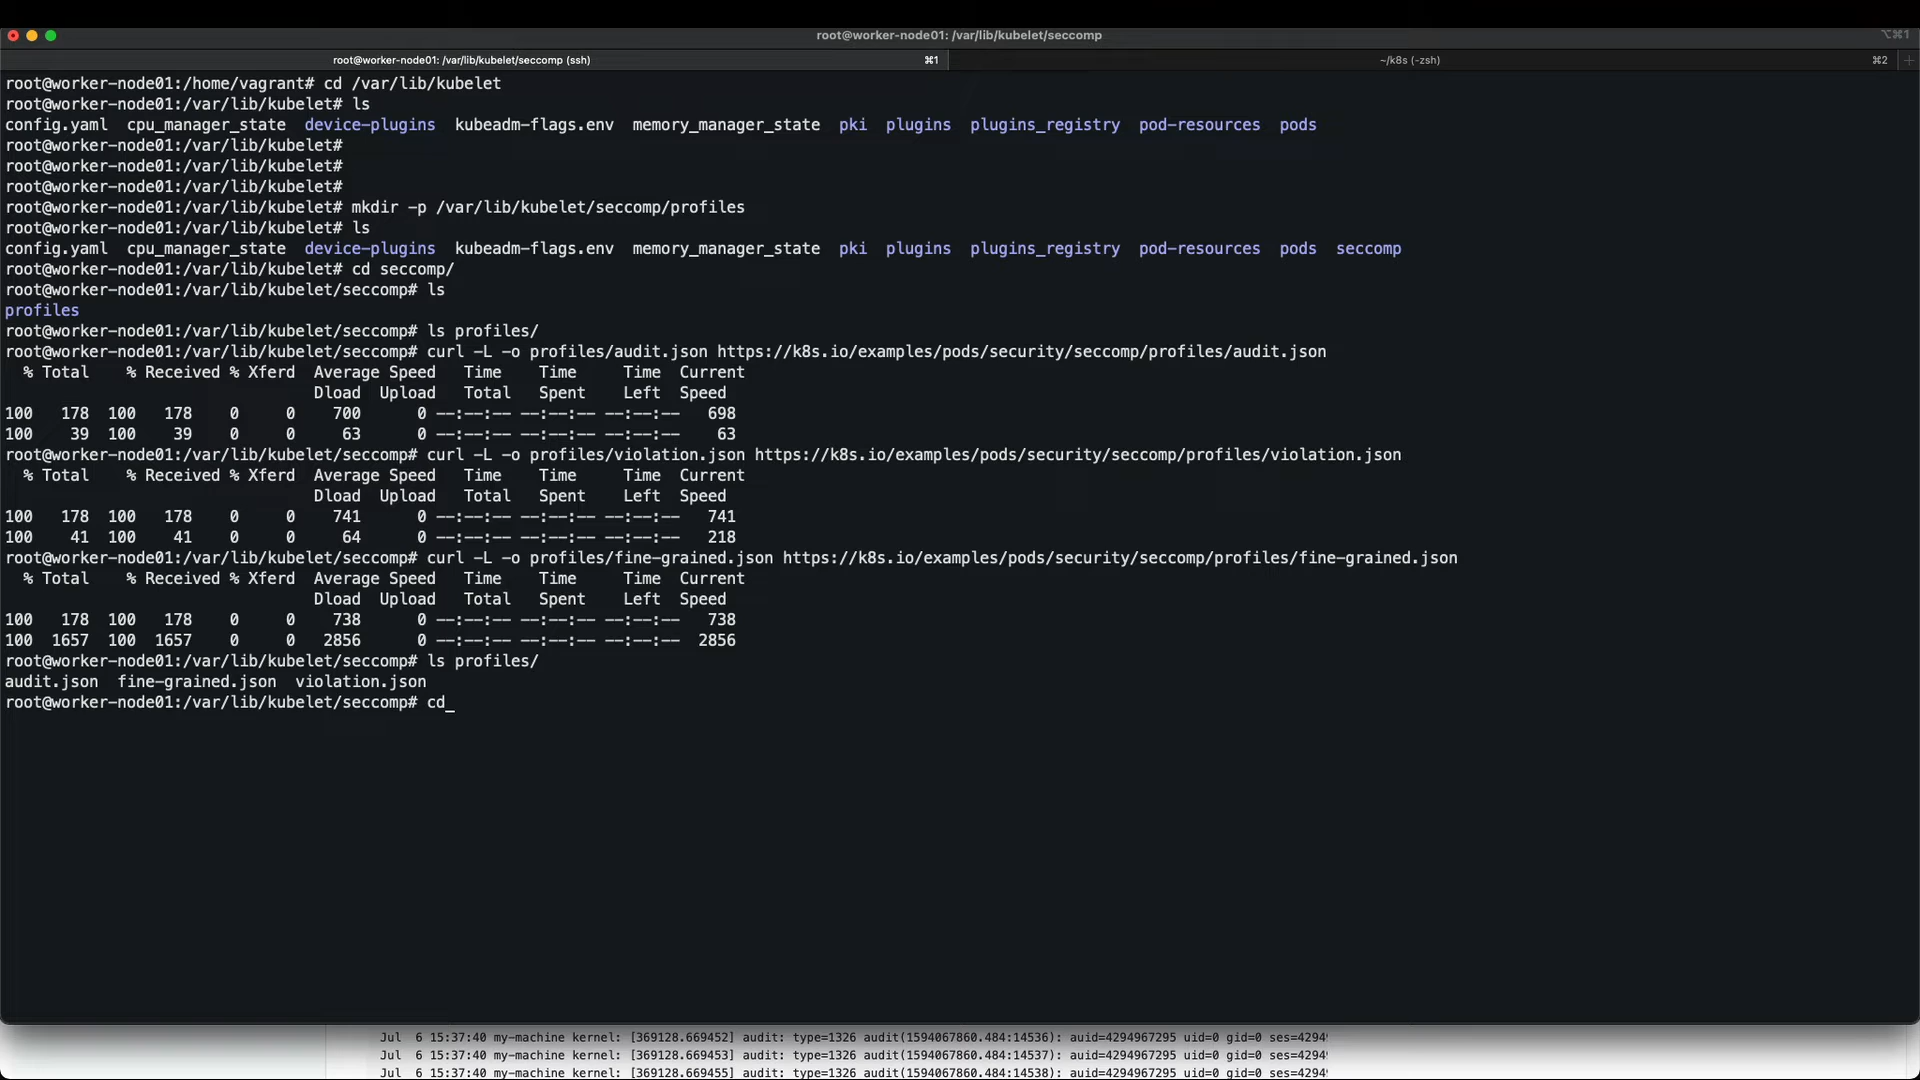 root@worker-node01: /var/lib/kubelet/seccomp
⌥⌘1
root@worker-node01: /var/lib/kubelet/seccomp (ssh) ⌘1 ~/k8s (-zsh) ⌘2 +
root@worker-node01:/home/vagrant# cd /var/lib/kubelet
root@worker-node01:/var/lib/kubelet# ls
config.yaml  cpu_manager_state  device-plugins  kubeadm-flags.env  memory_manager_state  pki  plugins  plugins_registry  pod-resources  pods
root@worker-node01:/var/lib/kubelet#
root@worker-node01:/var/lib/kubelet#
root@worker-node01:/var/lib/kubelet#
root@worker-node01:/var/lib/kubelet# mkdir -p /var/lib/kubelet/seccomp/profiles
root@worker-node01:/var/lib/kubelet# ls
config.yaml  cpu_manager_state  device-plugins  kubeadm-flags.env  memory_manager_state  pki  plugins  plugins_registry  pod-resources  pods  seccomp
root@worker-node01:/var/lib/kubelet# cd seccomp/
root@worker-node01:/var/lib/kubelet/seccomp# ls
profiles
root@worker-node01:/var/lib/kubelet/seccomp# ls profiles/
root@worker-node01:/var/lib/kubelet/seccomp# curl -L -o profiles/audit.json https://k8s.io/examples/pods/security/seccomp/profiles/audit.json
  % Total    % Received % Xferd  Average Speed   Time    Time     Time  Current
                                 Dload  Upload   Total   Spent    Left  Speed
100   178  100   178    0     0    700      0 --:--:-- --:--:-- --:--:--   698
100    39  100    39    0     0     63      0 --:--:-- --:--:-- --:--:--    63
root@worker-node01:/var/lib/kubelet/seccomp# curl -L -o profiles/violation.json https://k8s.io/examples/pods/security/seccomp/profiles/violation.json
  % Total    % Received % Xferd  Average Speed   Time    Time     Time  Current
                                 Dload  Upload   Total   Spent    Left  Speed
100   178  100   178    0     0    741      0 --:--:-- --:--:-- --:--:--   741
100    41  100    41    0     0     64      0 --:--:-- --:--:-- --:--:--   218
root@worker-node01:/var/lib/kubelet/seccomp# curl -L -o profiles/fine-grained.json https://k8s.io/examples/pods/security/seccomp/profiles/fine-grained.json
  % Total    % Received % Xferd  Average Speed   Time    Time     Time  Current
                                 Dload  Upload   Total   Spent    Left  Speed
100   178  100   178    0     0    738      0 --:--:-- --:--:-- --:--:--   738
100  1657  100  1657    0     0   2856      0 --:--:-- --:--:-- --:--:--  2856
root@worker-node01:/var/lib/kubelet/seccomp# ls profiles/
audit.json  fine-grained.json  violation.json
root@worker-node01:/var/lib/kubelet/seccomp# cd_
Jul  6 15:37:40 my-machine kernel: [369128.669452] audit: type=1326 audit(1594067860.484:14536): auid=4294967295 uid=0 gid=0 ses=4294
Jul  6 15:37:40 my-machine kernel: [369128.669453] audit: type=1326 audit(1594067860.484:14537): auid=4294967295 uid=0 gid=0 ses=4294
Jul  6 15:37:40 my-machine kernel: [369128.669455] audit: type=1326 audit(1594067860.484:14538): auid=4294967295 uid=0 gid=0 ses=4294